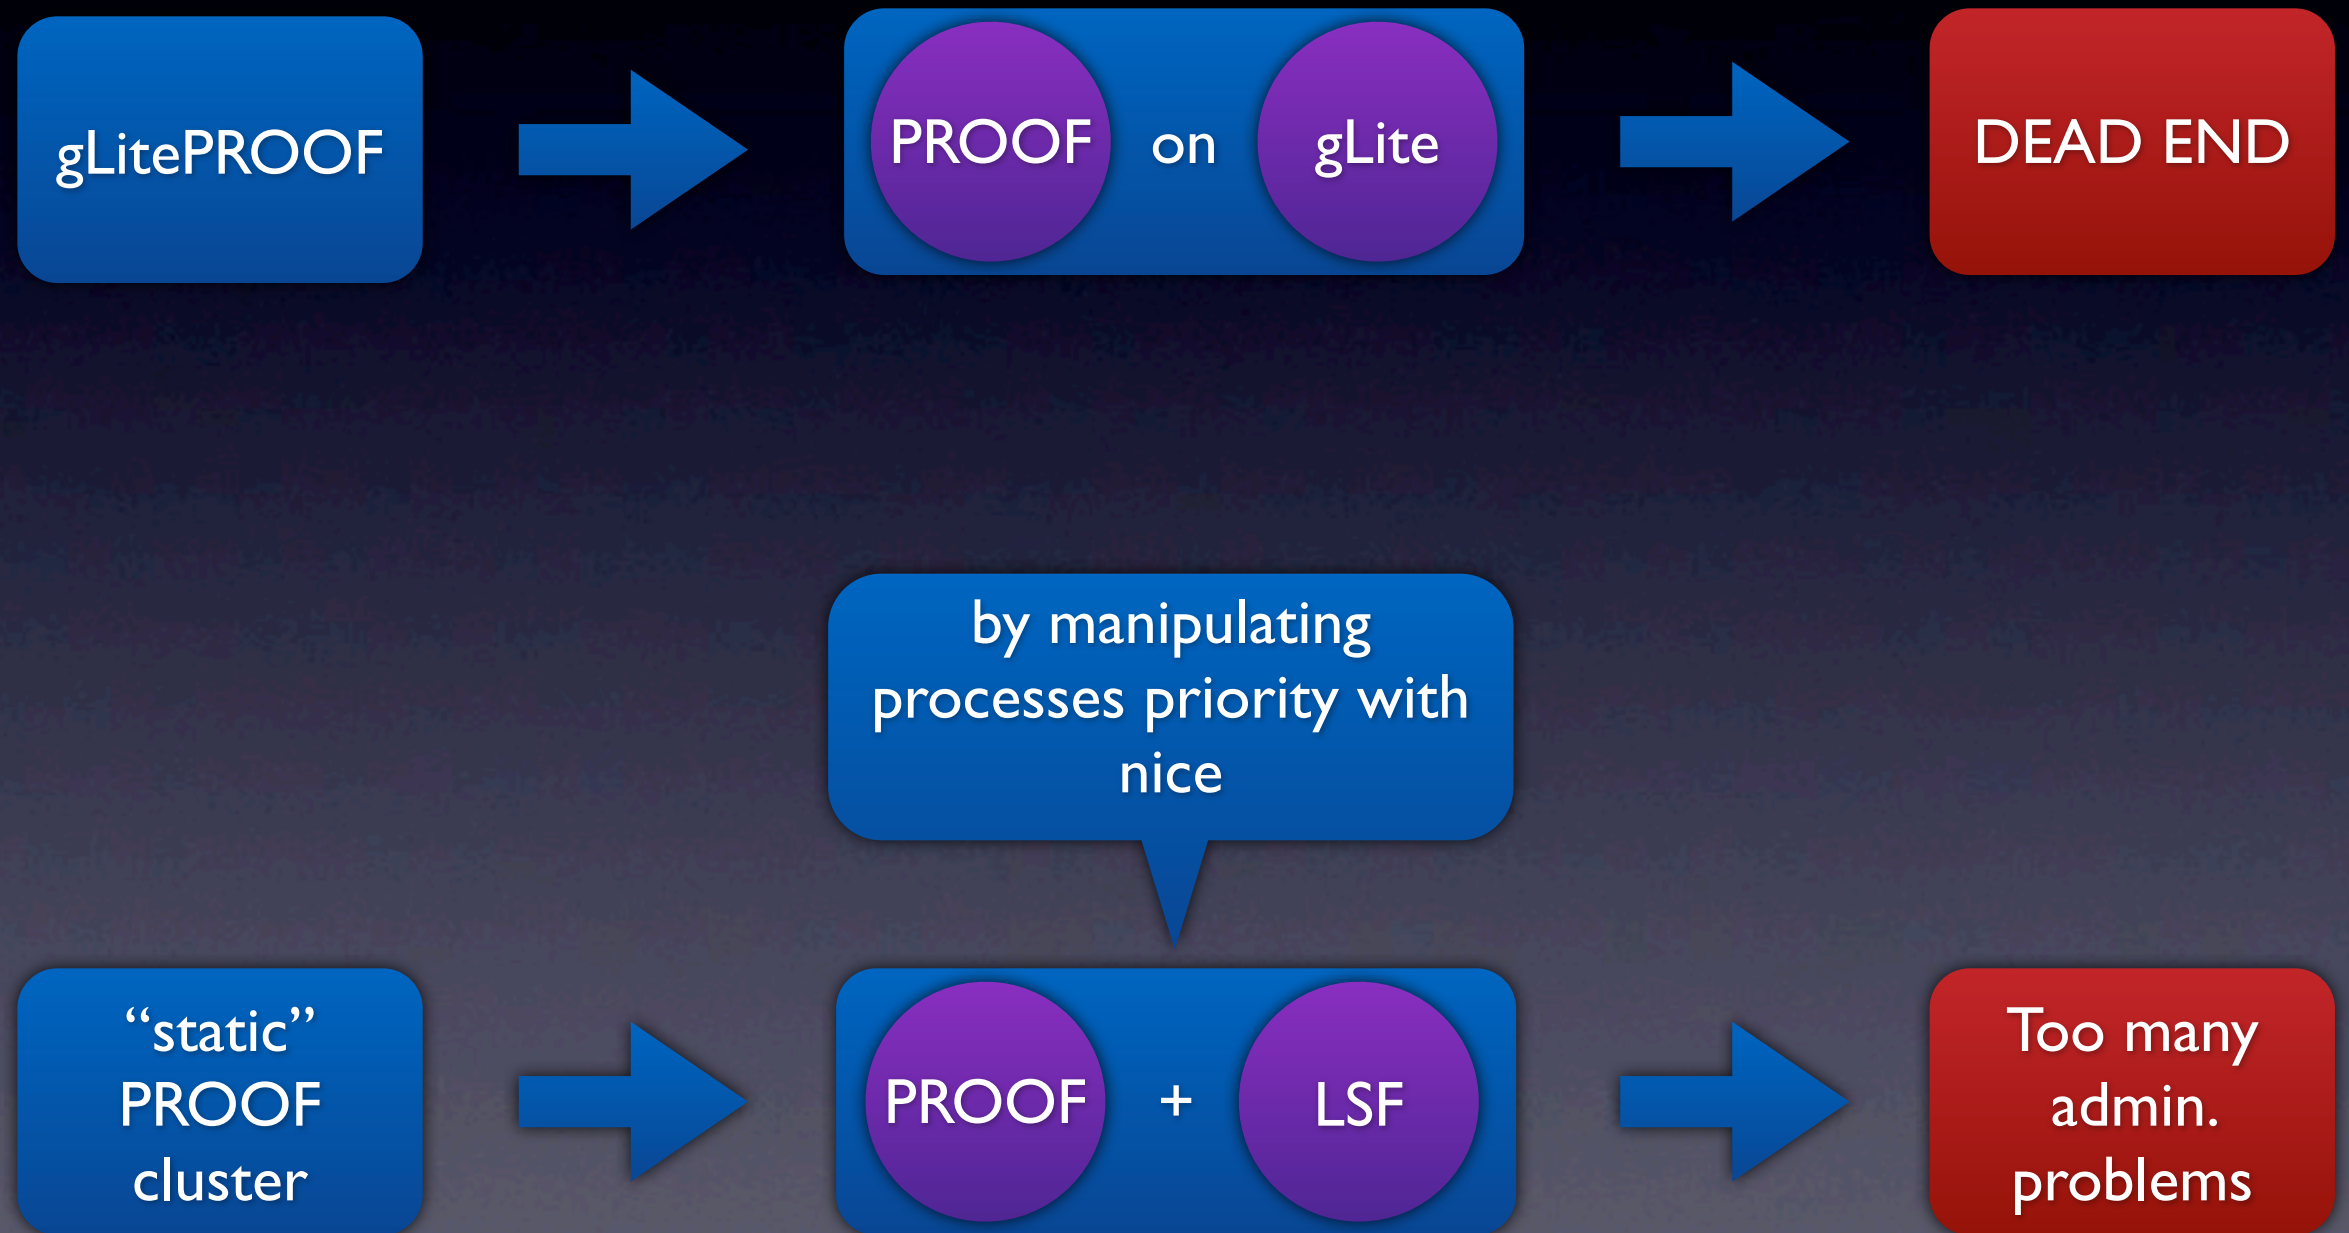 gLitePROOF
PROOF
on
gLite
DEAD END
by manipulating
processes priority with
nice
“static”
PROOF
cluster
PROOF
+
LSF
Too many
admin.
problems